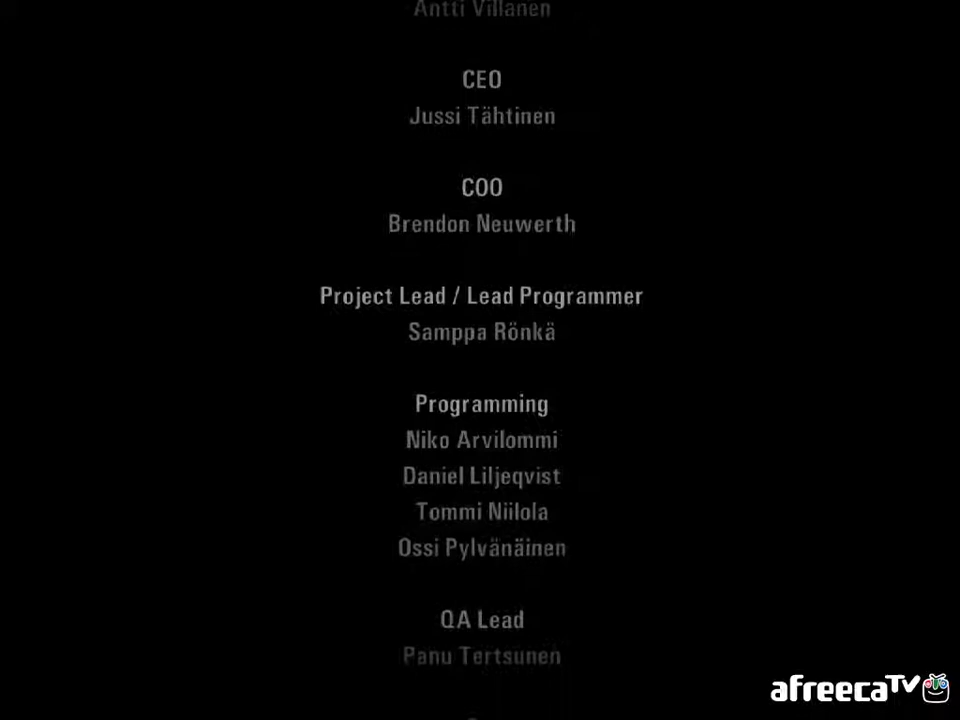 Antti Villanen
CEO
Jussi Tähtinen
COO
Brendon Neuwerth
Project Lead / Lead Programmer
Samppa Rönkä
Programming
Niko Arvilommi
Daniel Liljeqvist
Tommi Niilola
Ossi Pylvänäinen
QA Lead
Panu Tertsunen
afreecaTV